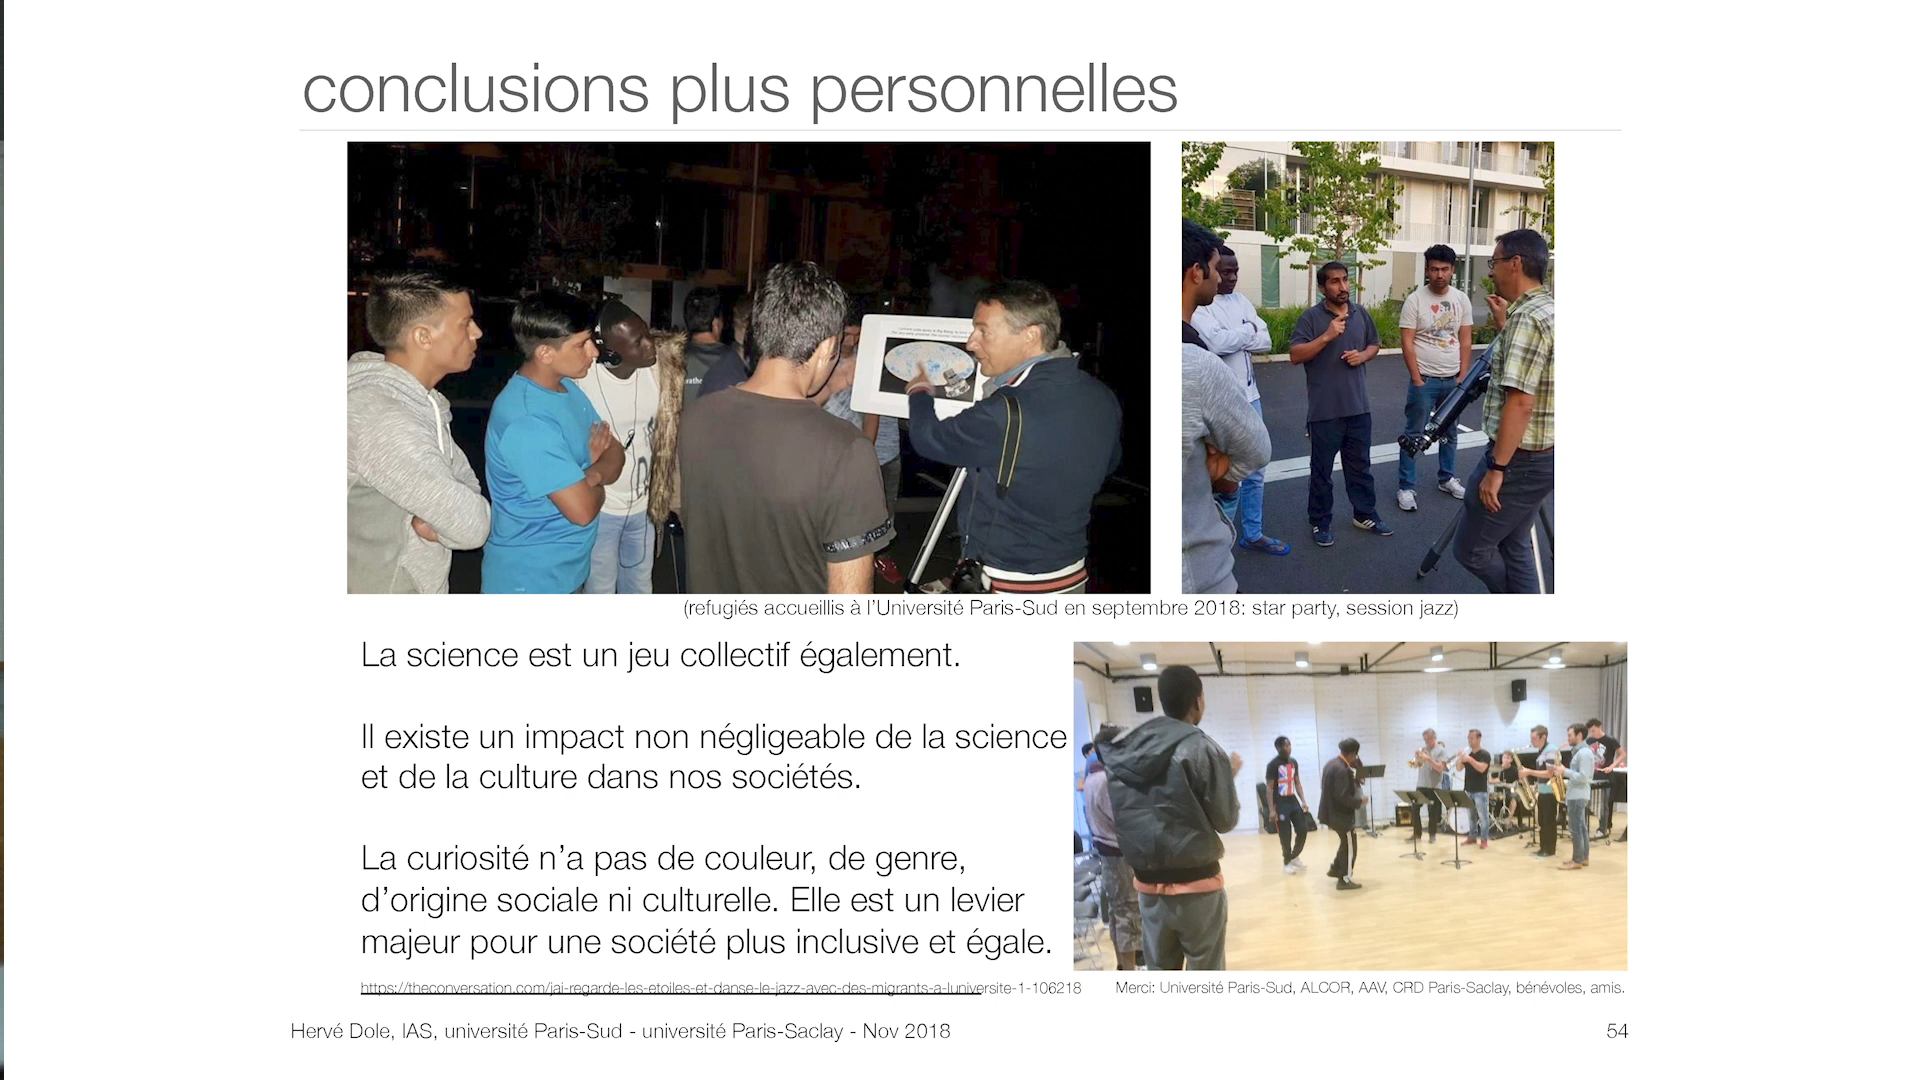 conclusions plus personnelles
rathe
(refugiés accueillis à l'Université Paris-Sud en septembre 2018: star party, session jazz)
La science est un jeu collectif également.
Il existe un impact non négligeable de la science
et de la culture dans nos sociétés.
La curiosité n'a pas de couleur, de genre,
d'origine sociale ni culturelle. Elle est un levier
majeur pour une société plus inclusive et égale.
https://theconversation.com/jai-regarde-les-etoiles-et-danse-le-jazz-avec-des-migrants-a-luniversite-1-106218
Merci: Université Paris-Sud, ALCOR, AAV, CRD Paris-Saclay, bénévoles, amis.
Hervé Dole, IAS, université Paris-Sud - université Paris-Saclay - Nov 2018
54